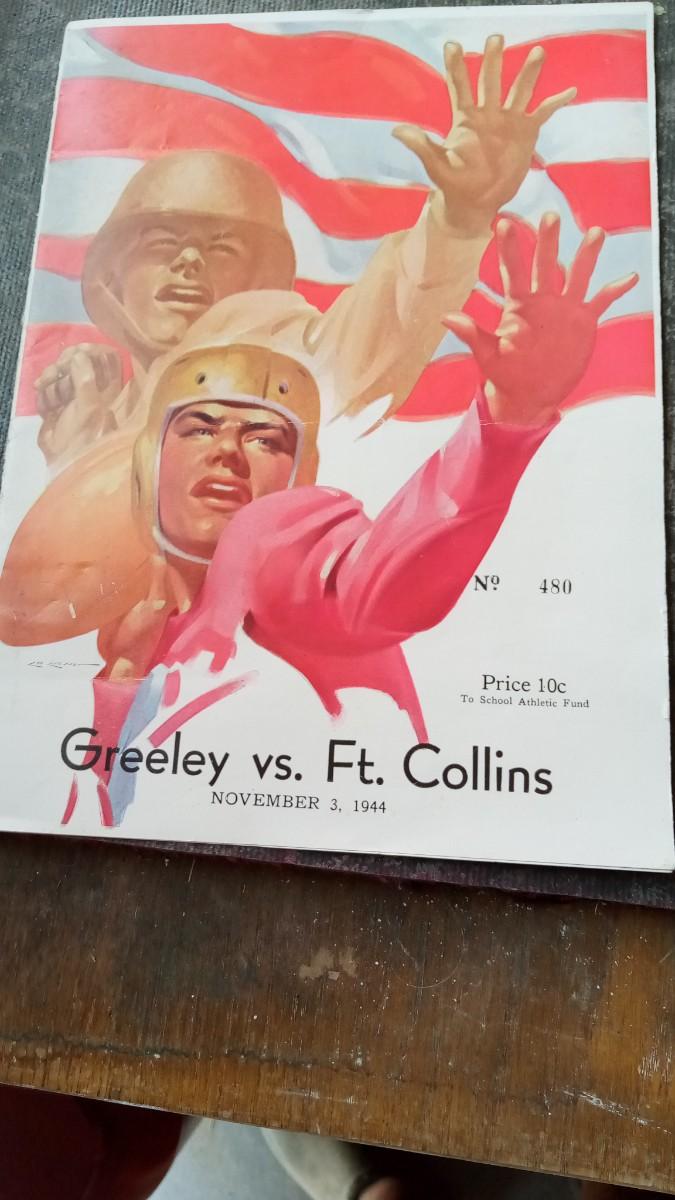 Nº 480
Price 10c
To School Athletic Fund
Greeley vs. Ft. Collins
NOVEMBER 3, 1944